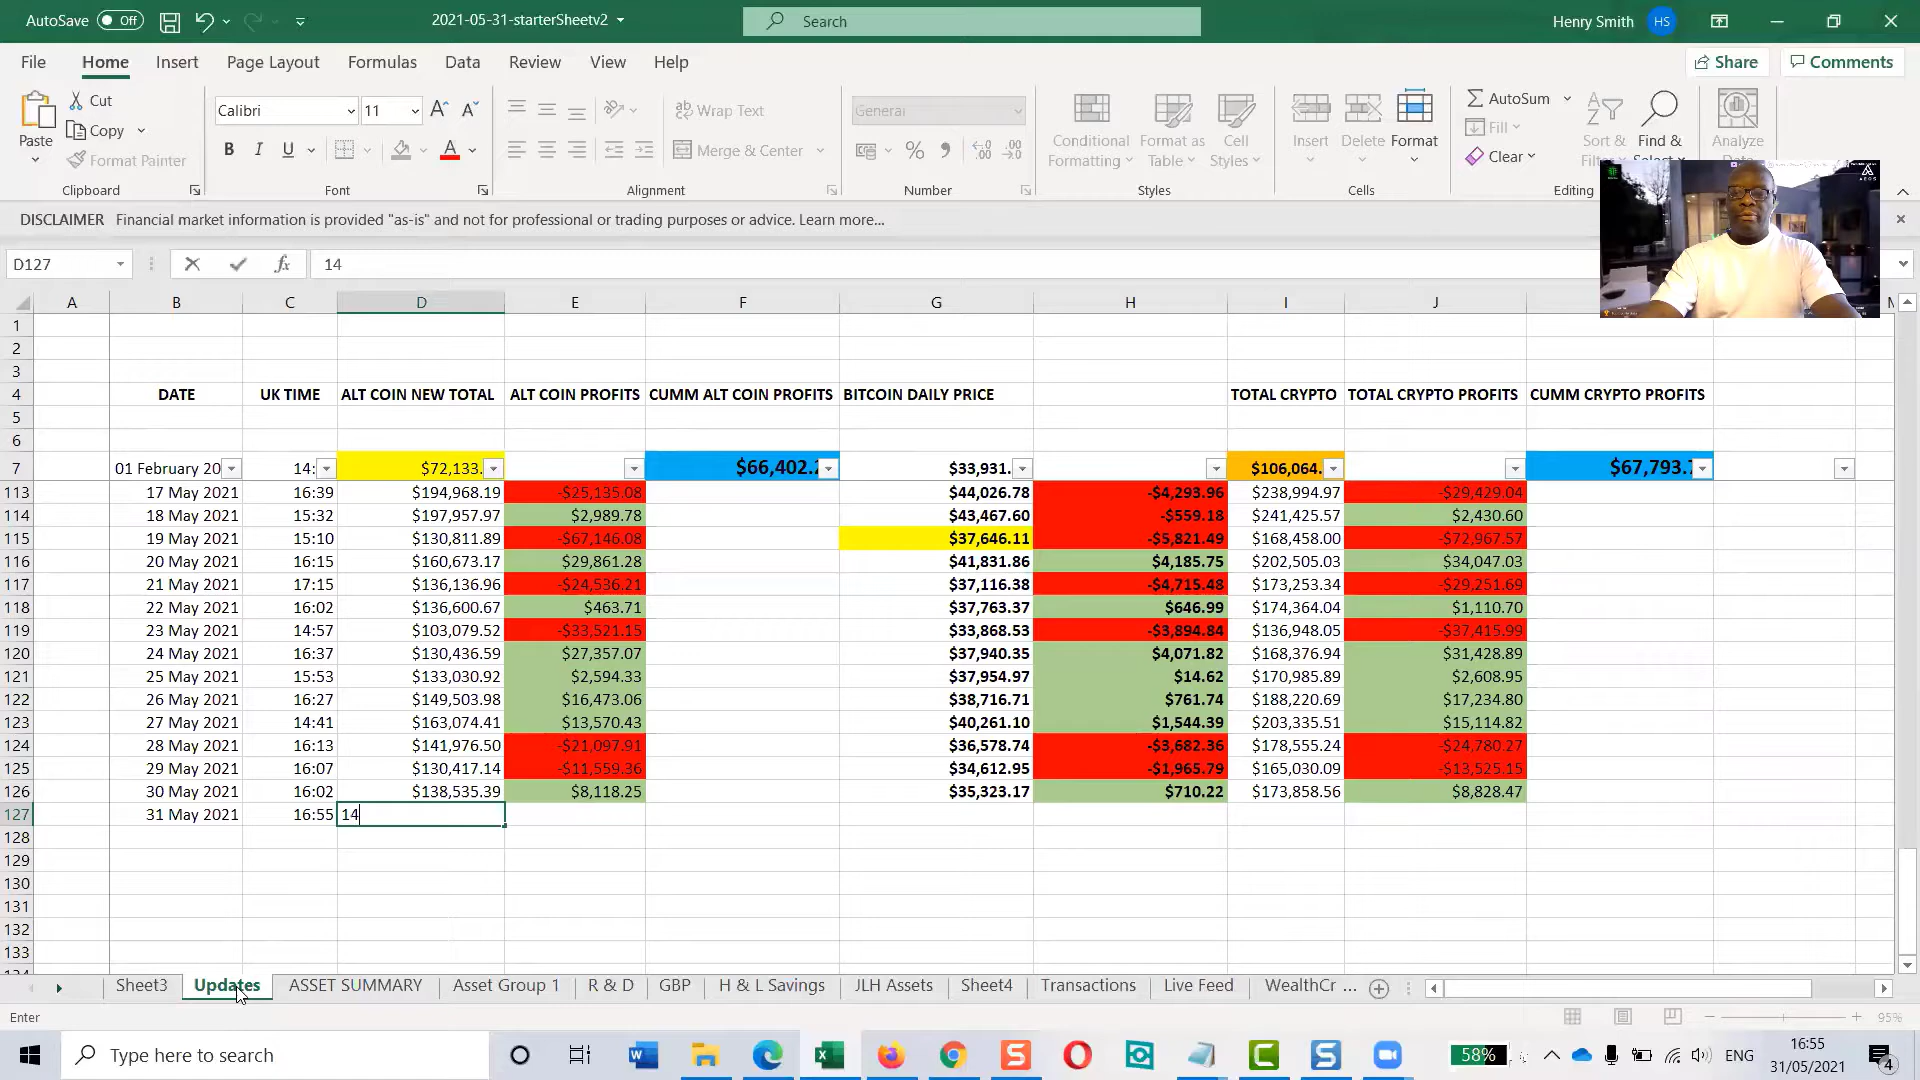 AutoSave Off 2021-05-31-starterSheetv2 Search Henry Smith HS
File Home Insert Page Layout Formulas Data Review View Help Share Comments
Paste Cut Copy Format Painter Clipboard
Calibri 11 B I U A Font
Wrap Text Merge & Center Alignment
General % Number
Conditional Formatting Format as Table Cell Styles Styles
Insert Delete Format Cells
AutoSum Fill Clear Sort & Find & Editing Analyze
DISCLAIMER Financial market information is provided "as-is" and not for professional or trading purposes or advice. Learn more...
D127 fx 14
A B C D E F G H I J
1
2
3
4 DATE UK TIME ALT COIN NEW TOTAL ALT COIN PROFITS CUMM ALT COIN PROFITS BITCOIN DAILY PRICE TOTAL CRYPTO TOTAL CRYPTO PROFITS CUMM CRYPTO PROFITS
5
6
7 01 February 20 14: $72,133. $66,402. $33,931. $106,064. $67,793.
113 17 May 2021 16:39 $194,968.19 -$25,135.08 $44,026.78 -$4,293.96 $238,994.97 -$29,429.04
114 18 May 2021 15:32 $197,957.97 $2,989.78 $43,467.60 -$559.18 $241,425.57 $2,430.60
115 19 May 2021 15:10 $130,811.89 -$67,146.08 $37,646.11 -$5,821.49 $168,458.00 -$72,967.57
116 20 May 2021 16:15 $160,673.17 $29,861.28 $41,831.86 $4,185.75 $202,505.03 $34,047.03
117 21 May 2021 17:15 $136,136.96 -$24,536.21 $37,116.38 -$4,715.48 $173,253.34 -$29,251.69
118 22 May 2021 16:02 $136,600.67 $463.71 $37,763.37 $646.99 $174,364.04 $1,110.70
119 23 May 2021 14:57 $103,079.52 -$33,521.15 $33,868.53 -$3,894.84 $136,948.05 -$37,415.99
120 24 May 2021 16:37 $130,436.59 $27,357.07 $37,940.35 $4,071.82 $168,376.94 $31,428.89
121 25 May 2021 15:53 $133,030.92 $2,594.33 $37,954.97 $14.62 $170,985.89 $2,608.95
122 26 May 2021 16:27 $149,503.98 $16,473.06 $38,716.71 $761.74 $188,220.69 $17,234.80
123 27 May 2021 14:41 $163,074.41 $13,570.43 $40,261.10 $1,544.39 $203,335.51 $15,114.82
124 28 May 2021 16:13 $141,976.50 -$21,097.91 $36,578.74 -$3,682.36 $178,555.24 -$24,780.27
125 29 May 2021 16:07 $130,417.14 -$11,559.36 $34,612.95 -$1,965.79 $165,030.09 -$13,525.15
126 30 May 2021 16:02 $138,535.39 $8,118.25 $35,323.17 $710.22 $173,858.56 $8,828.47
127 31 May 2021 16:55 14
128
129
130
131
132
133
Sheet3 Updates ASSET SUMMARY Asset Group 1 R & D GBP H & L Savings JLH Assets Sheet4 Transactions Live Feed WealthCr ...
Enter 95%
Type here to search 58% ENG 16:55
31/05/2021 4